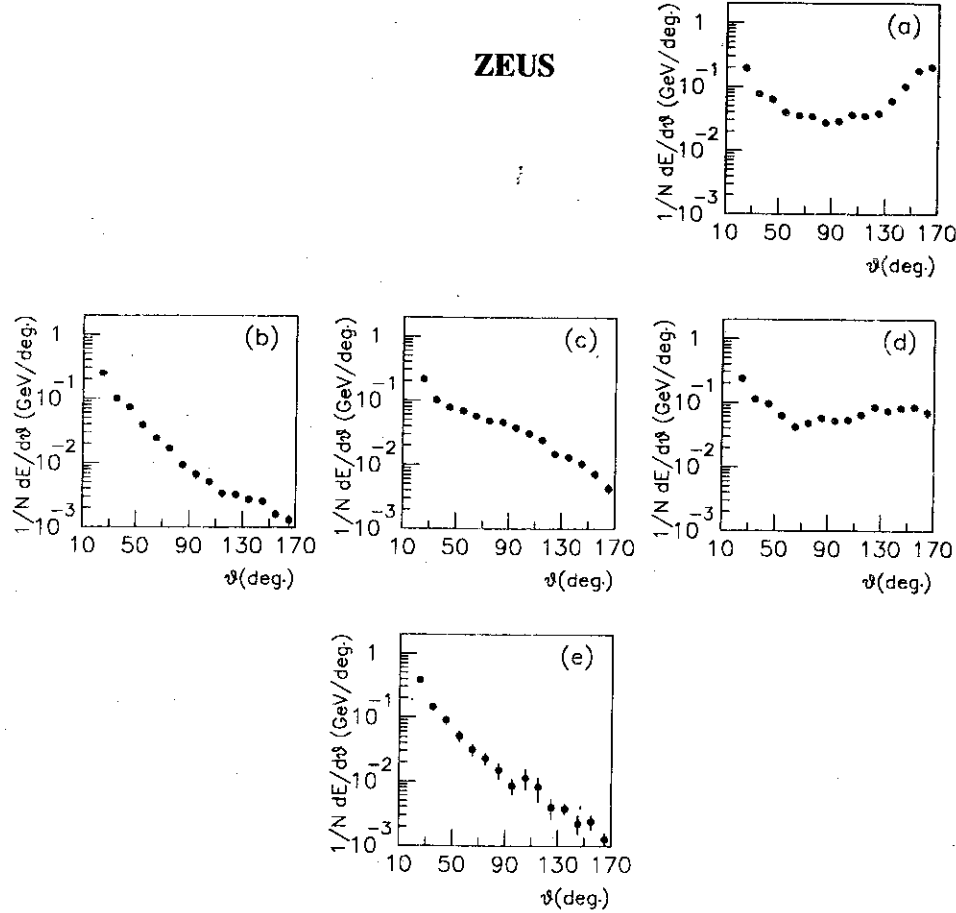 ZEUS
(a)
1/N dE/dϑ (GeV/deg)
1
10⁻¹
10⁻²
10⁻³
10 50 90 130 170
ϑ(deg.)
(b)
1/N dE/dϑ (GeV/deg.)
1
10⁻¹
10⁻²
10⁻³
10 50 90 130 170
ϑ(deg.)
(c)
1/N dE/dϑ (GeV/deg.)
1
10⁻¹
10⁻²
10⁻³
10 50 90 130 170
ϑ(deg.)
(d)
1/N dE/dϑ (GeV/deg.)
1
10⁻¹
10⁻²
10⁻³
10 50 90 130 170
ϑ(deg.)
(e)
1/N dE/dϑ (GeV/deg.)
1
10⁻¹
10⁻²
10⁻³
10 50 90 130 170
ϑ(deg.)